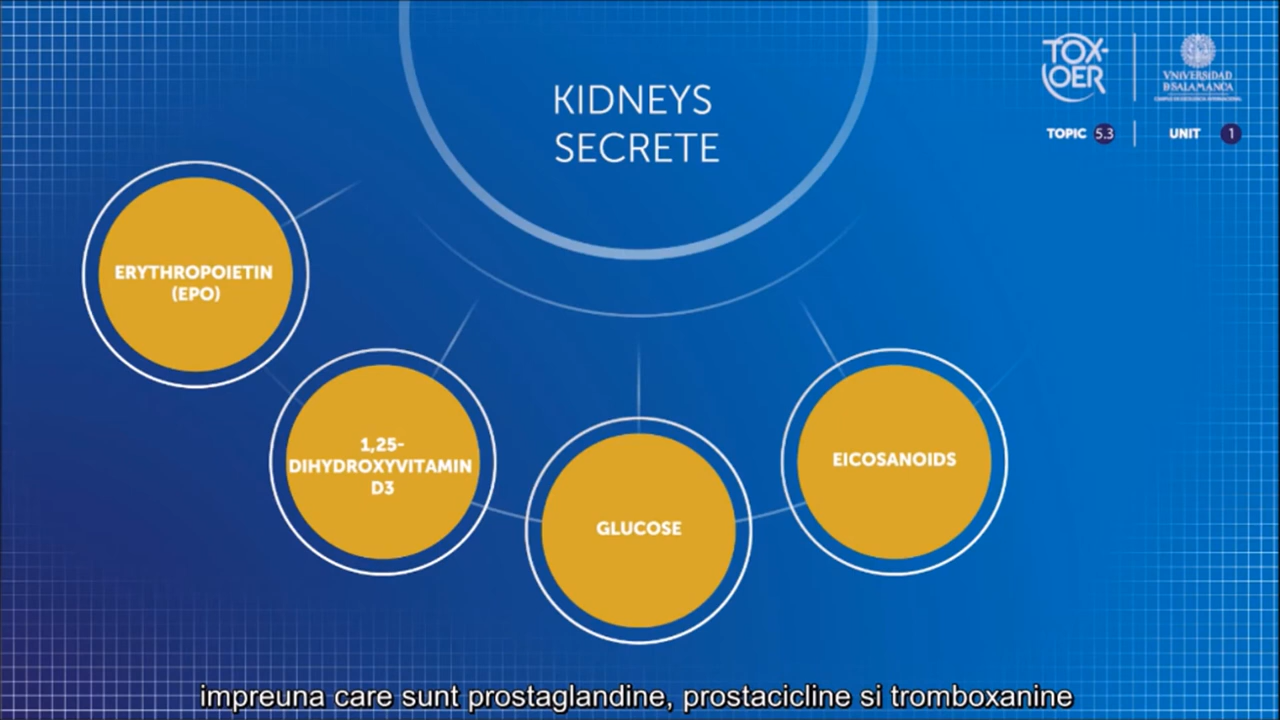 KIDNEYS
SECRETE
TOX-
OER
VNIVERSIDAD
D SALAMANCA
TOPIC 5.3
UNIT 1
ERYTHROPOIETIN
(EPO)
1,25-
DIHYDROXYVITAMIN
D3
GLUCOSE
EICOSANOIDS
impreuna care sunt prostaglandine, prostacicline si tromboxanine